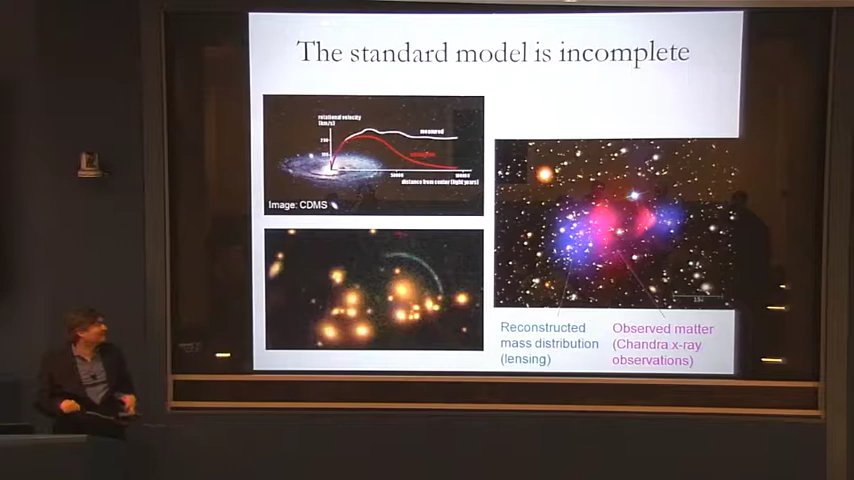 The standard model is incomplete
rotational velocity
(km/s)
measured
distance from center (light years)
Image: CDMS
Reconstructed
mass distribution
(lensing)
Observed matter
(Chandra x-ray
observations)